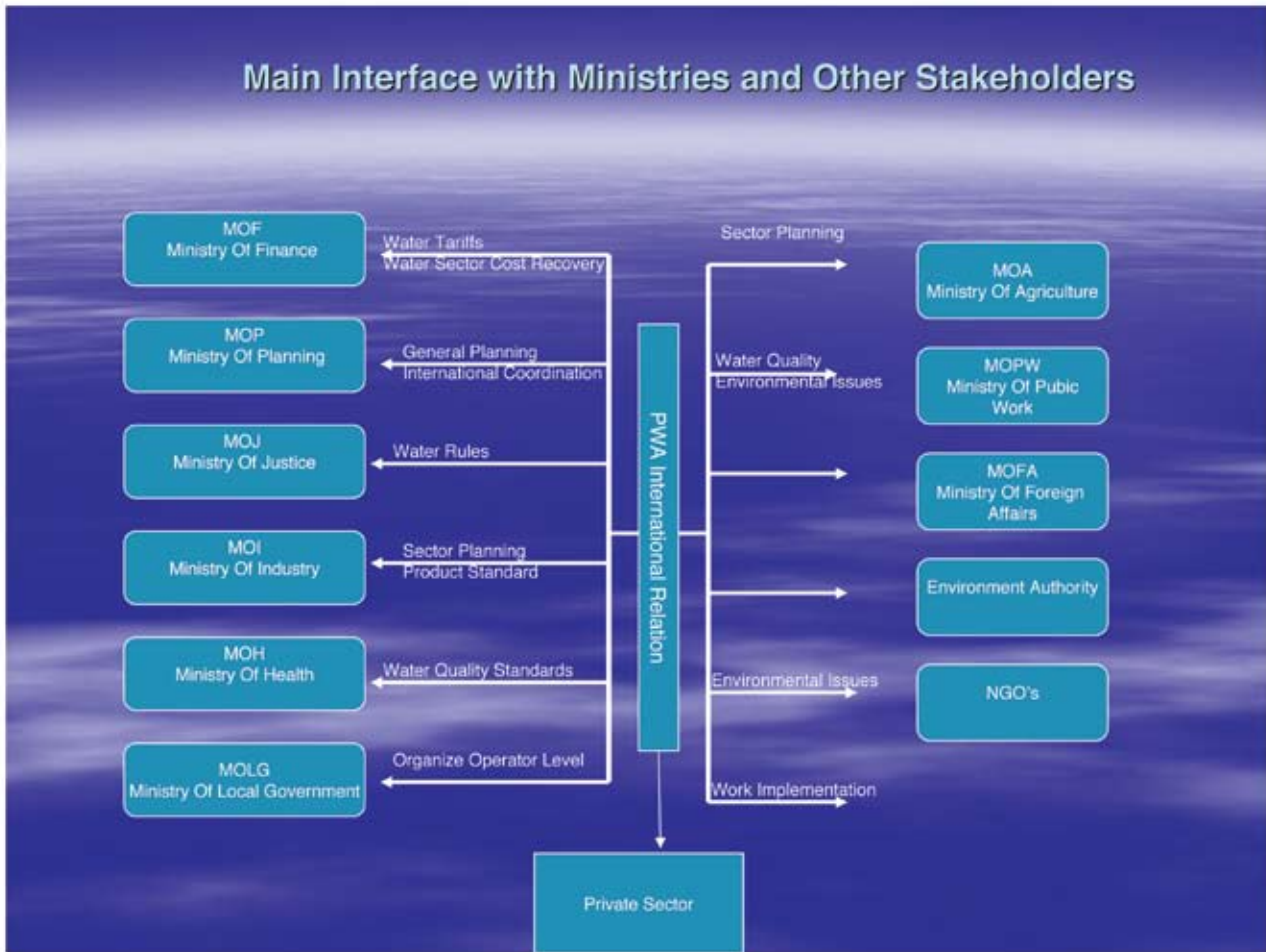 Main Interface with Ministries and Other Stakeholders
MOF
Ministry Of Finance
Water Tariffs
Water Sector Cost Recovery
MOP
Ministry Of Planning
General Planning
International Coordination
MOJ
Ministry Of Justice
Water Rules
MOI
Ministry Of Industry
Sector Planning
Product Standard
MOH
Ministry Of Health
Water Quality Standards
MOLG
Ministry Of Local Government
Organize Operator Level
PWA International Relation
Sector Planning
MOA
Ministry Of Agriculture
Water Quality
Environmental Issues
MOPW
Ministry Of Pubic
Work
MOFA
Ministry Of Foreign
Affairs
Environment Authority
Environmental Issues
NGO's
Work Implementation
Private Sector